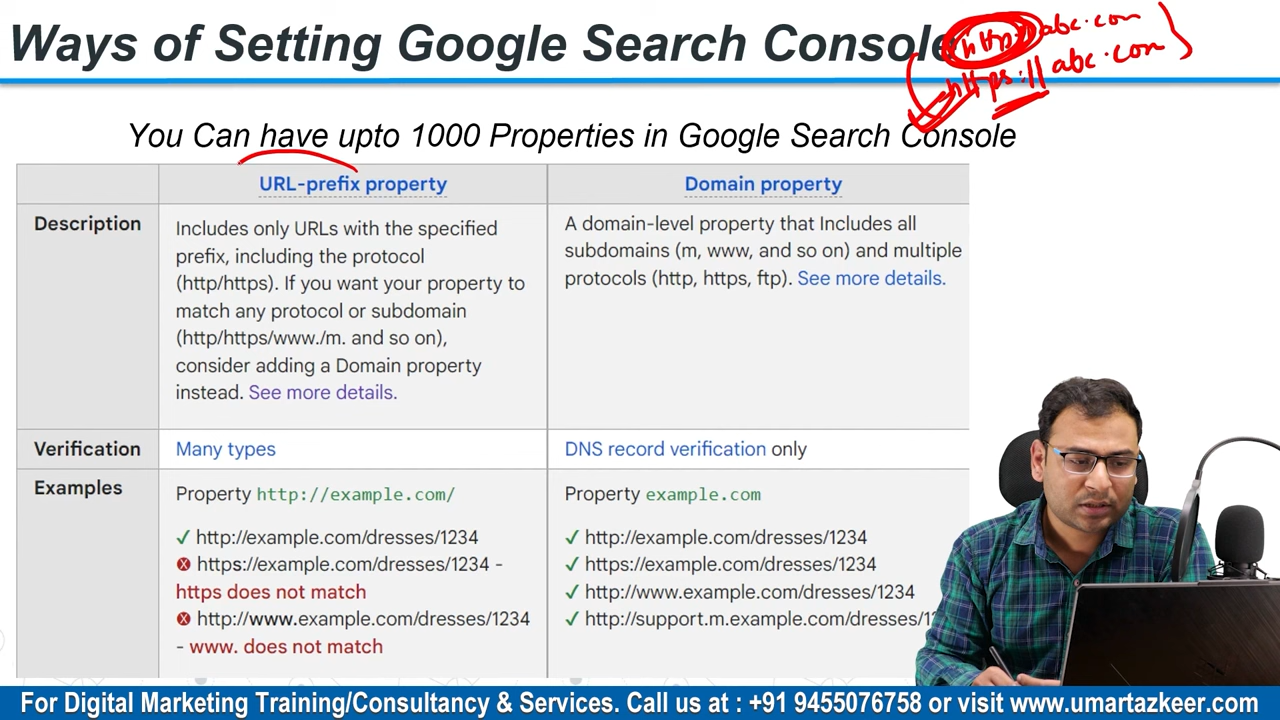 Ways of Setting Google Search Console
http://abc.com
https://abc.com
You Can have upto 1000 Properties in Google Search Console
URL-prefix property
Domain property
Description
Includes only URLs with the specified
prefix, including the protocol
(http/https). If you want your property to
match any protocol or subdomain
(http/https/www./m. and so on),
consider adding a Domain property
instead. See more details.
A domain-level property that Includes all
subdomains (m, www, and so on) and multiple
protocols (http, https, ftp). See more details.
Verification
Many types
DNS record verification only
Examples
Property http://example.com/
✓ http://example.com/dresses/1234
https://example.com/dresses/1234 -
https does not match
http://www.example.com/dresses/1234
- www. does not match
Property example.com
✓ http://example.com/dresses/1234
✓ https://example.com/dresses/1234
✓ http://www.example.com/dresses/1234
✓ http://support.m.example.com/dresses/1
For Digital Marketing Training/Consultancy & Services. Call us at : +91 9455076758 or visit www.umartazkeer.com